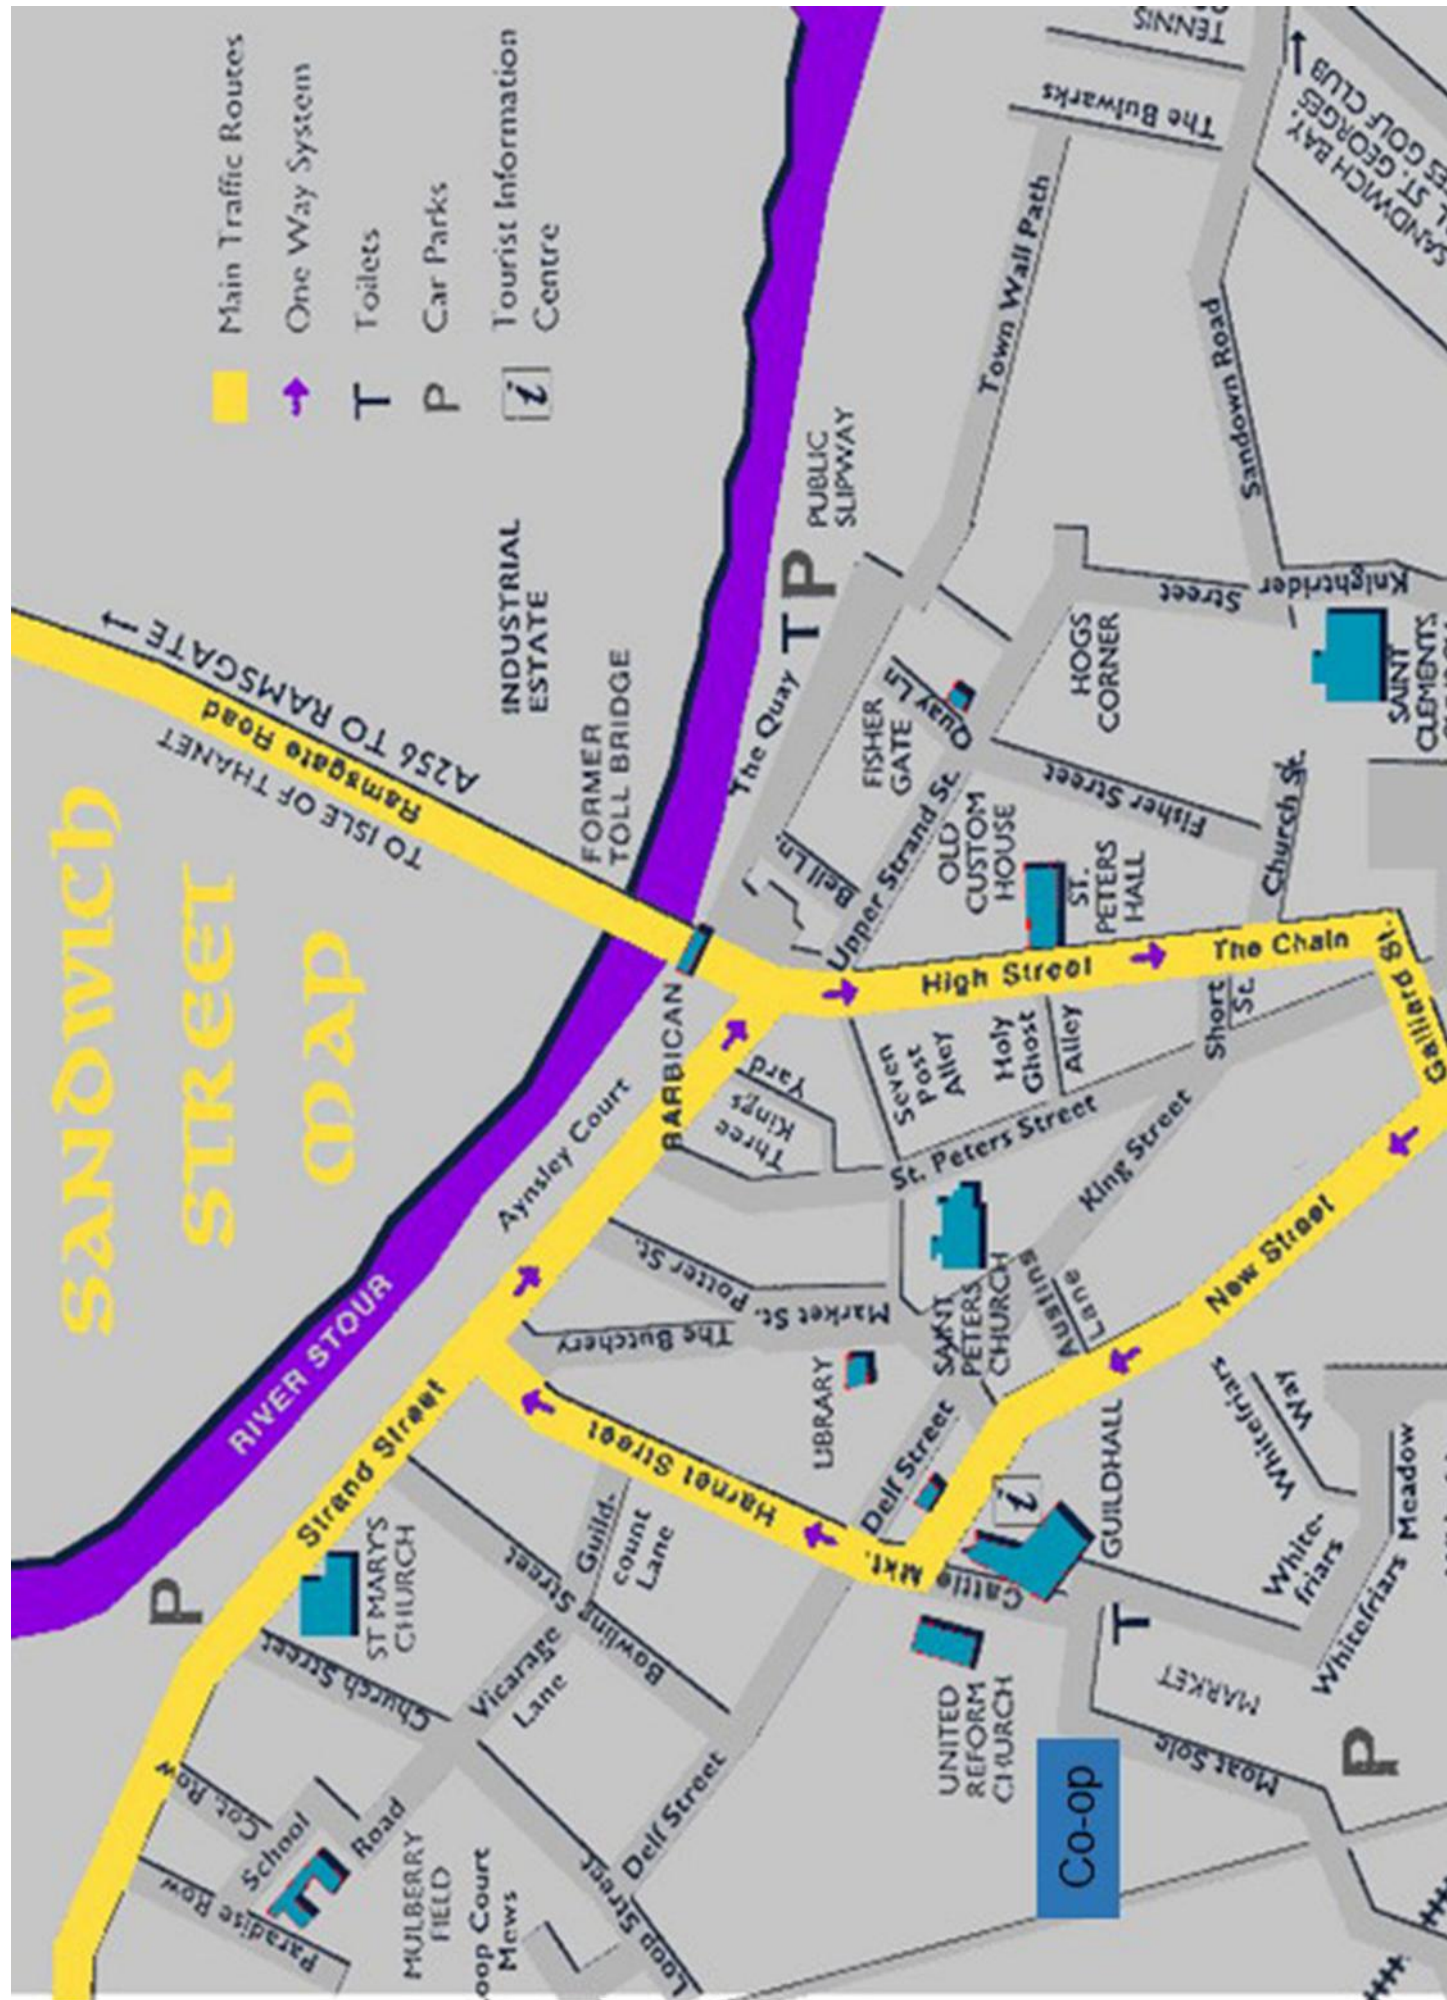 SANDWICH
STREET
MAP
Main Traffic Routes
One Way System
T Toilets
P Car Parks
i Tourist Information
Centre
A256 TO RAMSGATE
Ramsgate Road
TO ISLE OF THANET
INDUSTRIAL
ESTATE
FORMER
TOLL BRIDGE
RIVER STOUR
BARBICAN
Aynsley Court
The Quay
T
P
PUBLIC
SLIPWAY
Town Wall Path
The Bulwarks
TENNIS
SANDWICH BAY,
ST. GEORGES
GOLF CLUB
Sandown Road
Knightrider
Street
HOGS
CORNER
SAINT
CLEMENTS
FISHER
GATE
Quay Ln
Bell Ln.
Upper Strand St.
Fisher Street
OLD
CUSTOM
HOUSE
ST.
PETERS
HALL
Church St.
High Street
The Chain
Galliard St.
Short
St.
Seven
Post
Alley
Holy
Ghost
Alley
Three
Kings
Yard
St. Peters Street
King Street
New Street
Potter St.
Market St.
The Butchery
SAINT
PETERS
CHURCH
Austins
Lane
LIBRARY
Delf Street
Harnet Street
Strand Street
P
ST MARY'S
CHURCH
Guild-
count
Lane
Bowling Street
Vicarage
Lane
Church Street
Cattle
Mkt.
i
GUILDHALL
Whitefriars
Way
White-
friars
Whitefriars Meadow
T
MARKET
P
Moat Sole
UNITED
REFORM
CHURCH
Co-op
Cot. Row
School
Road
Paradise Row
MULBERRY
FIELD
oop Court
Mews
Delf Street
Loop Street